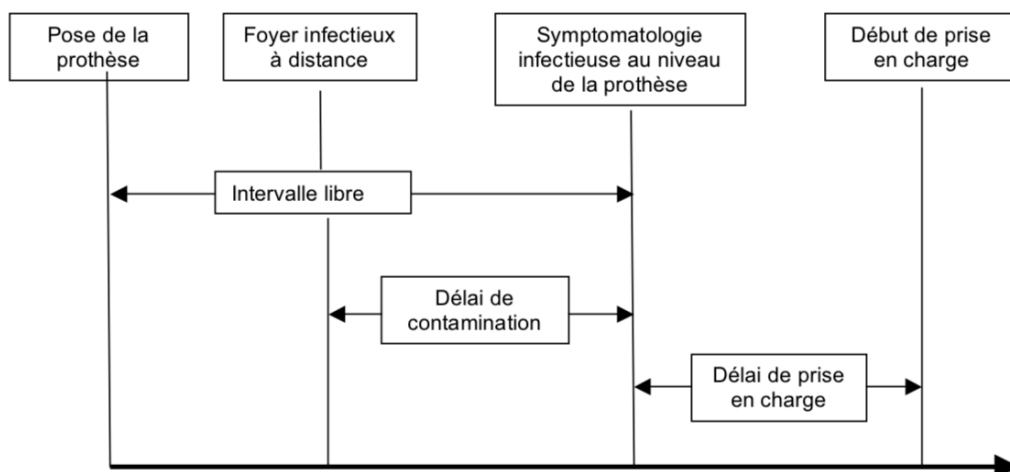 Pose de la
prothèse
Foyer infectieux
à distance
Symptomatologie
infectieuse au niveau
de la prothèse
Début de prise
en charge
Intervalle libre
Délai de
contamination
Délai de prise
en charge